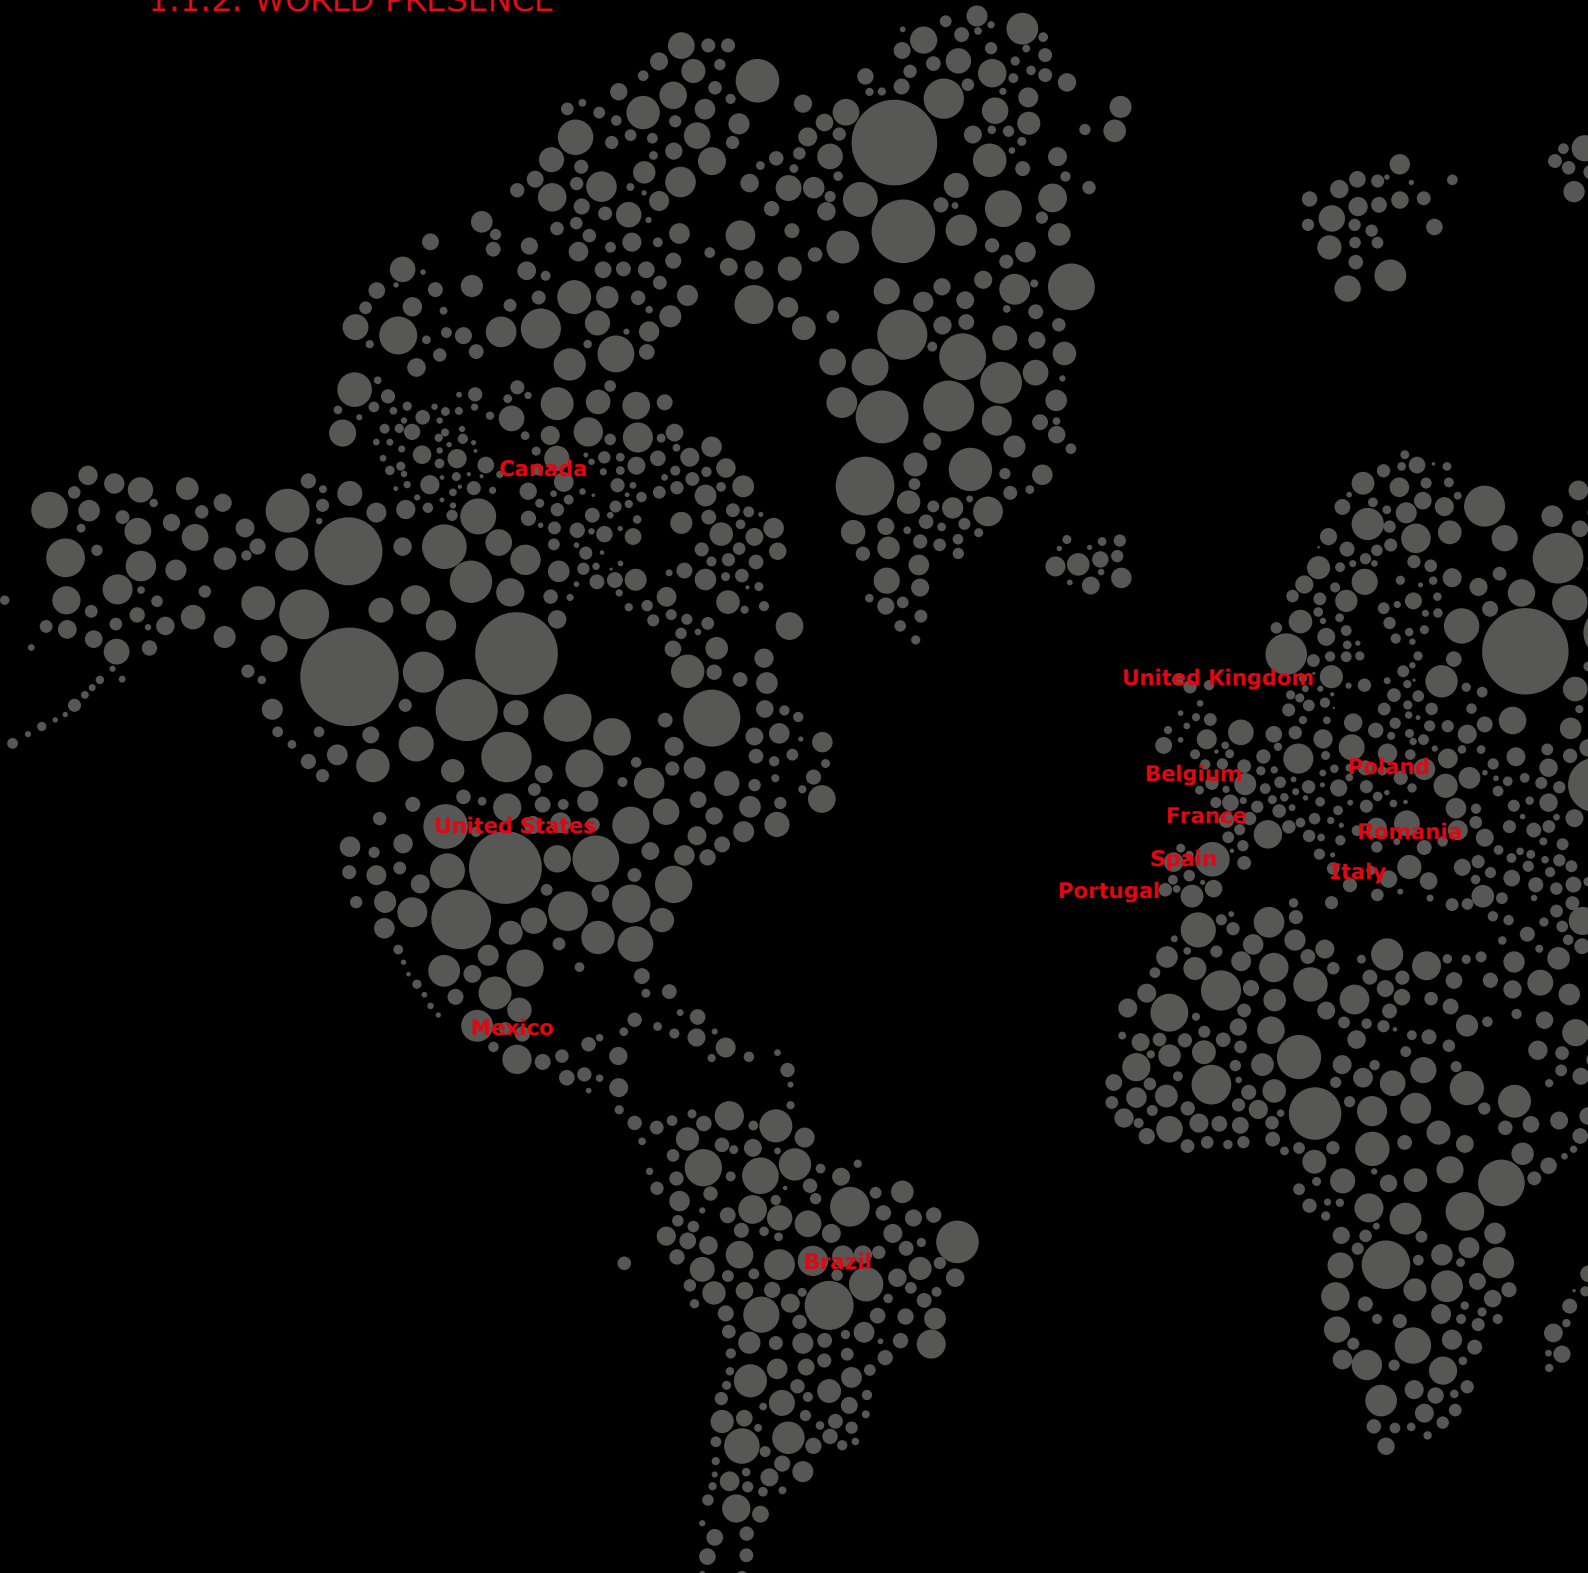 1.1.2. WORLD PRESENCE
Canada
United Kingdom
Poland
Belgium
France
United States
Romania
Spain
Italy
Portugal
Mexico
Brazil